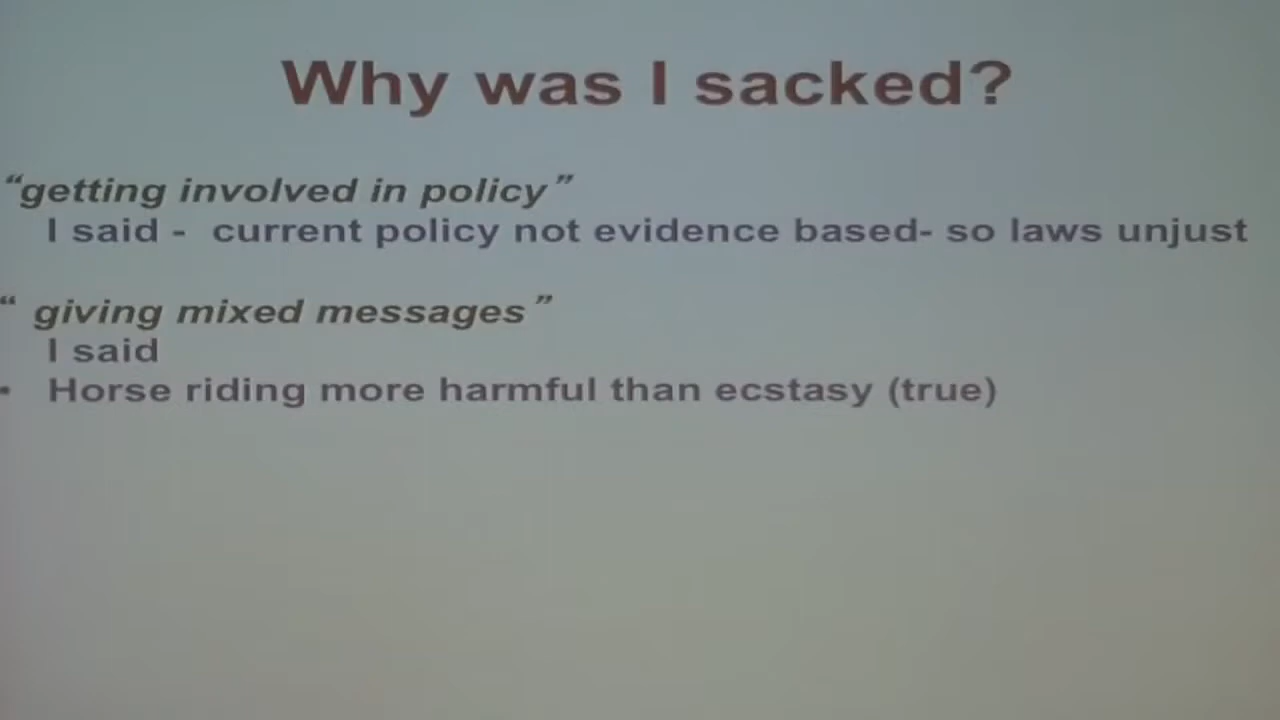 Why was I sacked?
“getting involved in policy”
I said - current policy not evidence based- so laws unjust
“ giving mixed messages”
I said
• Horse riding more harmful than ecstasy (true)